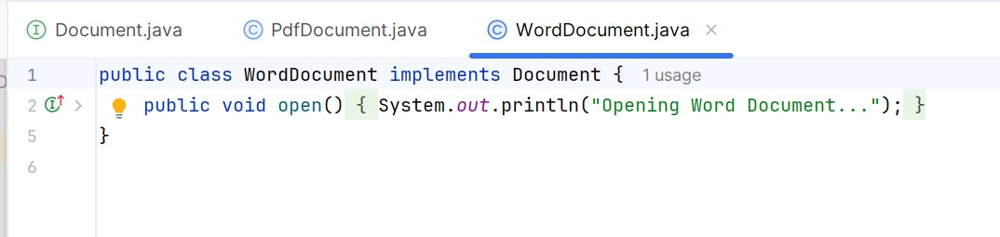 Document.java PdfDocument.java WordDocument.java
1 public class WordDocument implements Document { 1 usage
2 public void open() { System.out.println("Opening Word Document..."); }
5 }
6